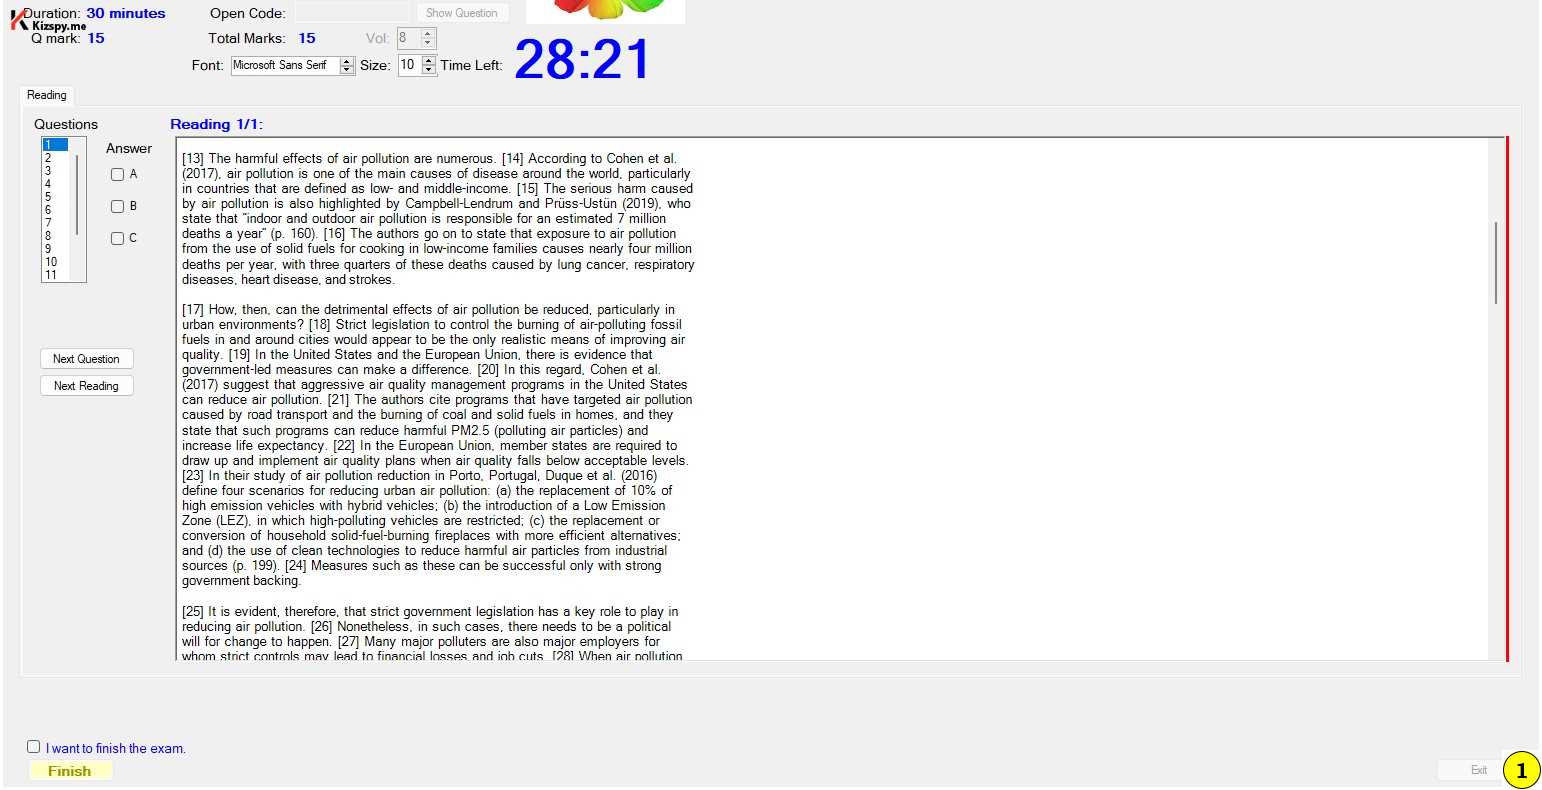 Duration: 30 minutes
Open Code:
Show Question
Kizspy.me
Q mark: 15
Total Marks: 15
Vol: 8
Font: Microsoft Sans Serif
Size: 10
Time Left: 28:21
Reading
Questions
Reading 1/1:
Answer
1
2
3
4
5
6
7
8
9
10
11
A
B
C
Next Question
Next Reading
[13] The harmful effects of air pollution are numerous. [14] According to Cohen et al.
(2017), air pollution is one of the main causes of disease around the world, particularly
in countries that are defined as low- and middle-income. [15] The serious harm caused
by air pollution is also highlighted by Campbell-Lendrum and Prüss-Ustün (2019), who
state that "indoor and outdoor air pollution is responsible for an estimated 7 million
deaths a year" (p. 160). [16] The authors go on to state that exposure to air pollution
from the use of solid fuels for cooking in low-income families causes nearly four million
deaths per year, with three quarters of these deaths caused by lung cancer, respiratory
diseases, heart disease, and strokes.
[17] How, then, can the detrimental effects of air pollution be reduced, particularly in
urban environments? [18] Strict legislation to control the burning of air-polluting fossil
fuels in and around cities would appear to be the only realistic means of improving air
quality. [19] In the United States and the European Union, there is evidence that
government-led measures can make a difference. [20] In this regard, Cohen et al.
(2017) suggest that aggressive air quality management programs in the United States
can reduce air pollution. [21] The authors cite programs that have targeted air pollution
caused by road transport and the burning of coal and solid fuels in homes, and they
state that such programs can reduce harmful PM2.5 (polluting air particles) and
increase life expectancy. [22] In the European Union, member states are required to
draw up and implement air quality plans when air quality falls below acceptable levels.
[23] In their study of air pollution reduction in Porto, Portugal, Duque et al. (2016)
define four scenarios for reducing urban air pollution: (a) the replacement of 10% of
high emission vehicles with hybrid vehicles; (b) the introduction of a Low Emission
Zone (LEZ), in which high-polluting vehicles are restricted; (c) the replacement or
conversion of household solid-fuel-burning fireplaces with more efficient alternatives;
and (d) the use of clean technologies to reduce harmful air particles from industrial
sources (p. 199). [24] Measures such as these can be successful only with strong
government backing.
[25] It is evident, therefore, that strict government legislation has a key role to play in
reducing air pollution. [26] Nonetheless, in such cases, there needs to be a political
will for change to happen. [27] Many major polluters are also major employers for
whom strict controls may lead to financial losses and job cuts. [28] When air pollution
I want to finish the exam.
Finish
Exit
1